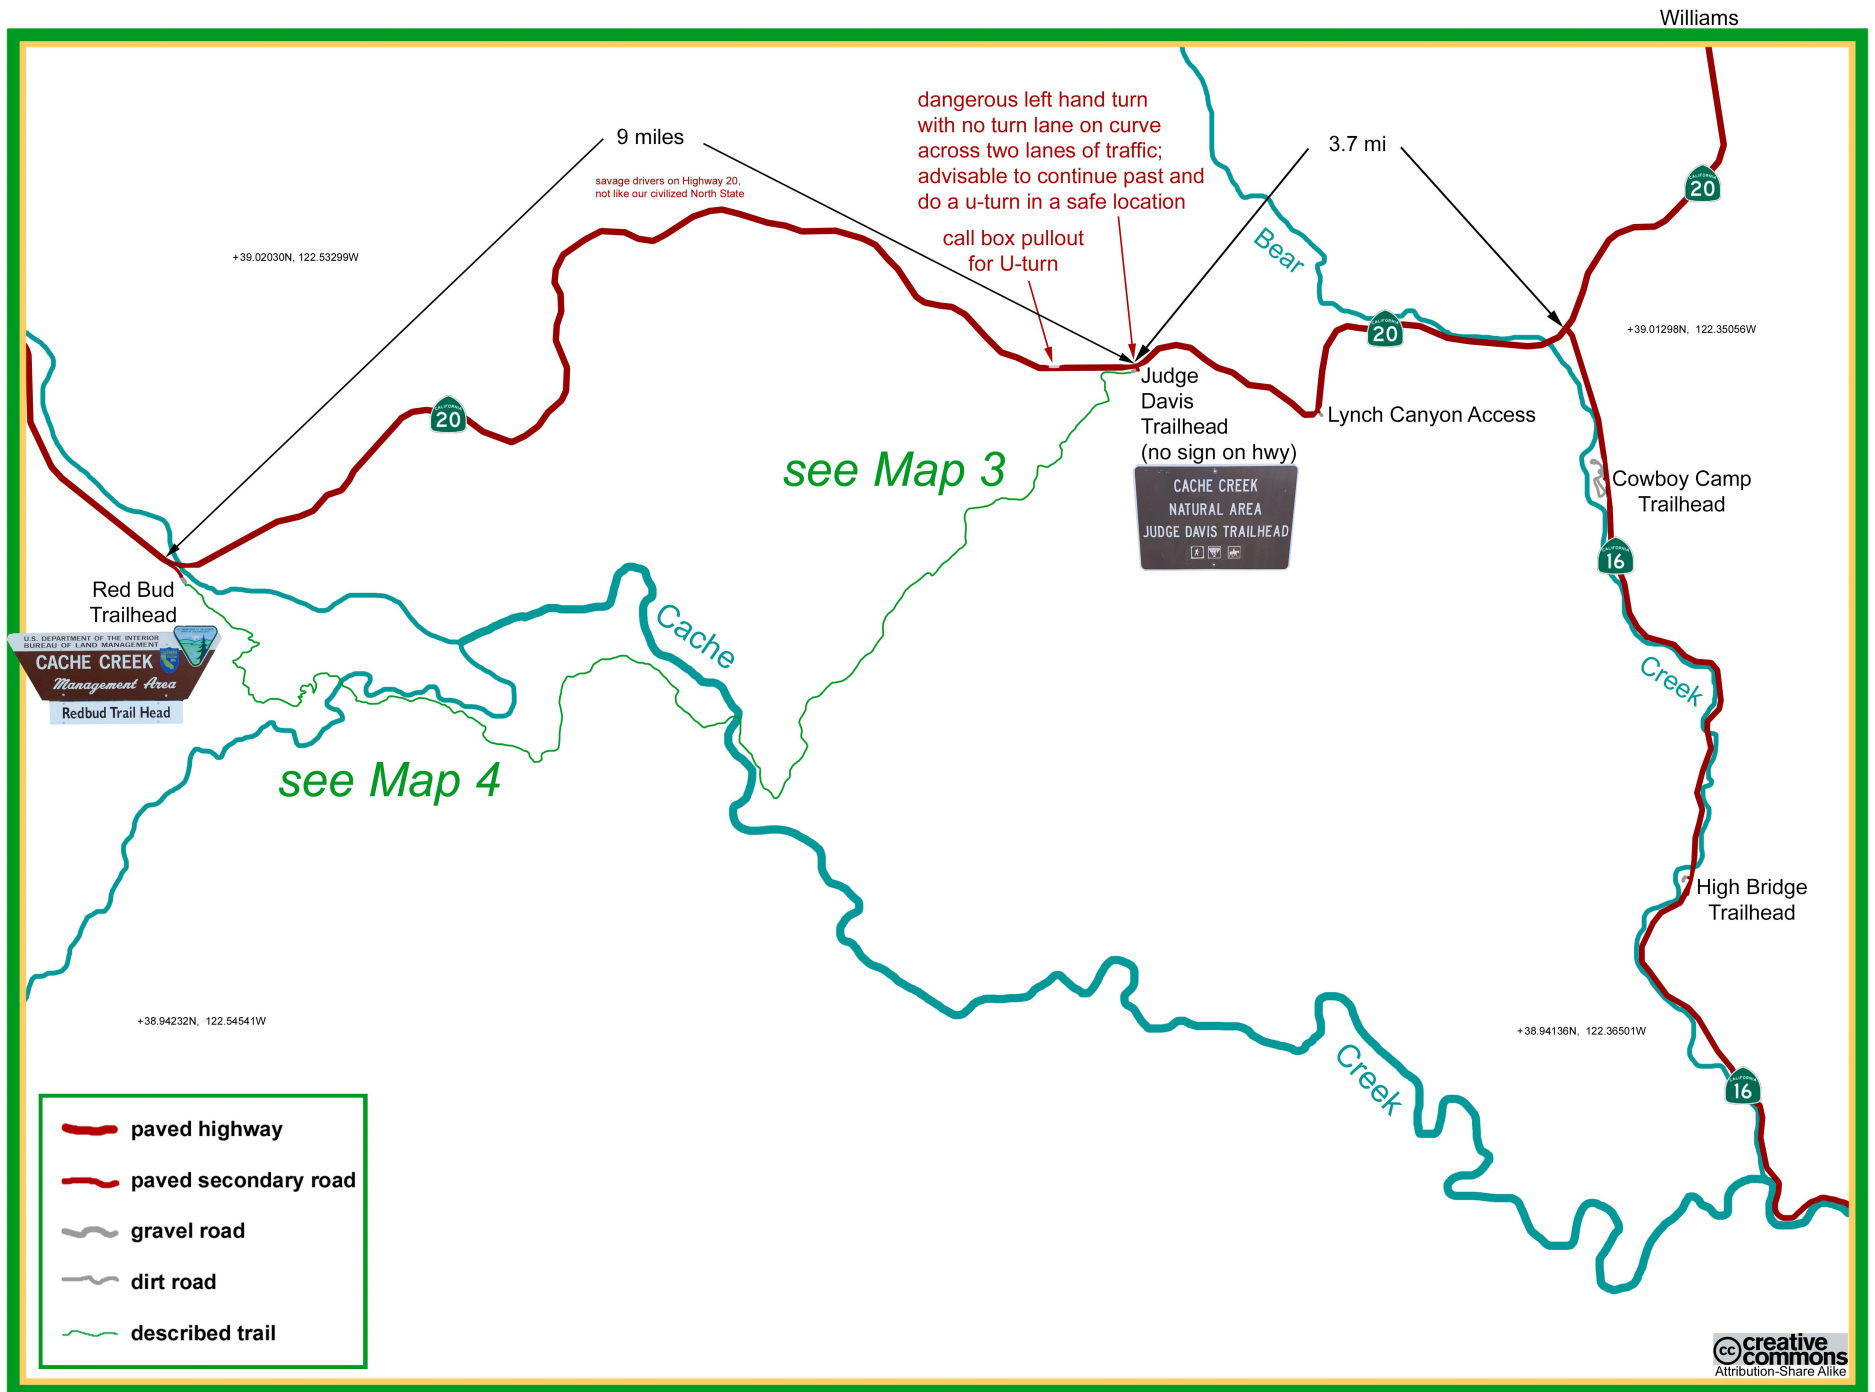 Williams
dangerous left hand turn
with no turn lane on curve
across two lanes of traffic;
advisable to continue past and
do a u-turn in a safe location
9 miles
3.7 mi
savage drivers on Highway 20,
not like our civilized North State
CALIFORNIA
20
call box pullout
for U-turn
Bear
+39.02030N, 122.53299W
CALIFORNIA
20
+39.01298N, 122.35056W
Judge
Davis
Trailhead
(no sign on hwy)
Lynch Canyon Access
CALIFORNIA
20
see Map 3
CACHE CREEK
NATURAL AREA
JUDGE DAVIS TRAILHEAD
Cowboy Camp
Trailhead
CALIFORNIA
16
Red Bud
Trailhead
U.S. DEPARTMENT OF THE INTERIOR
BUREAU OF LAND MANAGEMENT
CACHE CREEK
Management Area
Redbud Trail Head
Cache
Creek
see Map 4
High Bridge
Trailhead
+38.94232N, 122.54541W
+38.94136N, 122.36501W
Creek
CALIFORNIA
16
paved highway
paved secondary road
gravel road
dirt road
described trail
cc creative
commons
Attribution-Share Alike